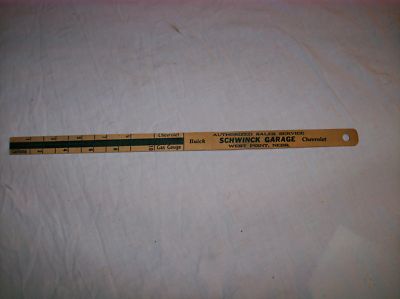 Chevrolet
Gas Gauge
Buick
AUTHORIZED SALES SERVICE
SCHWINCK GARAGE
Chevrolet
WEST POINT, NEBR.